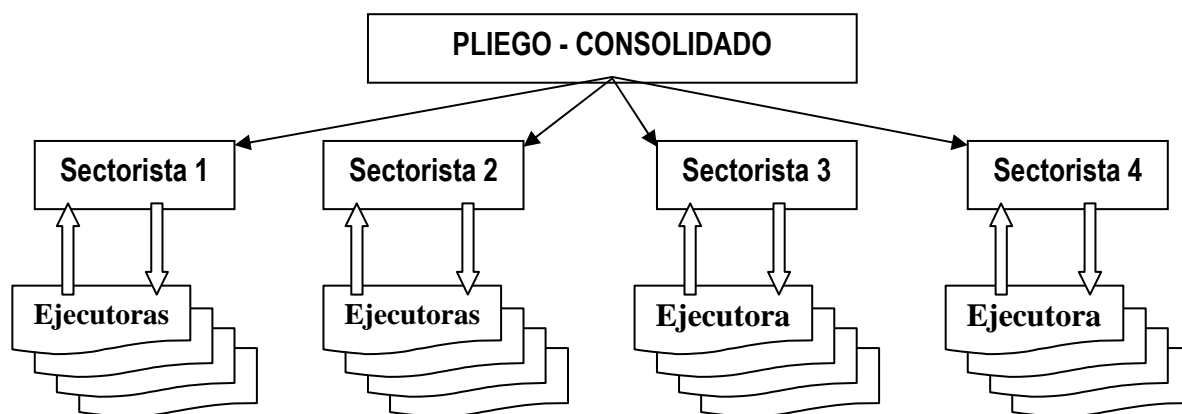 PLIEGO - CONSOLIDADO
Sectorista 1
Sectorista 2
Sectorista 3
Sectorista 4
Ejecutoras
Ejecutoras
Ejecutora
Ejecutora